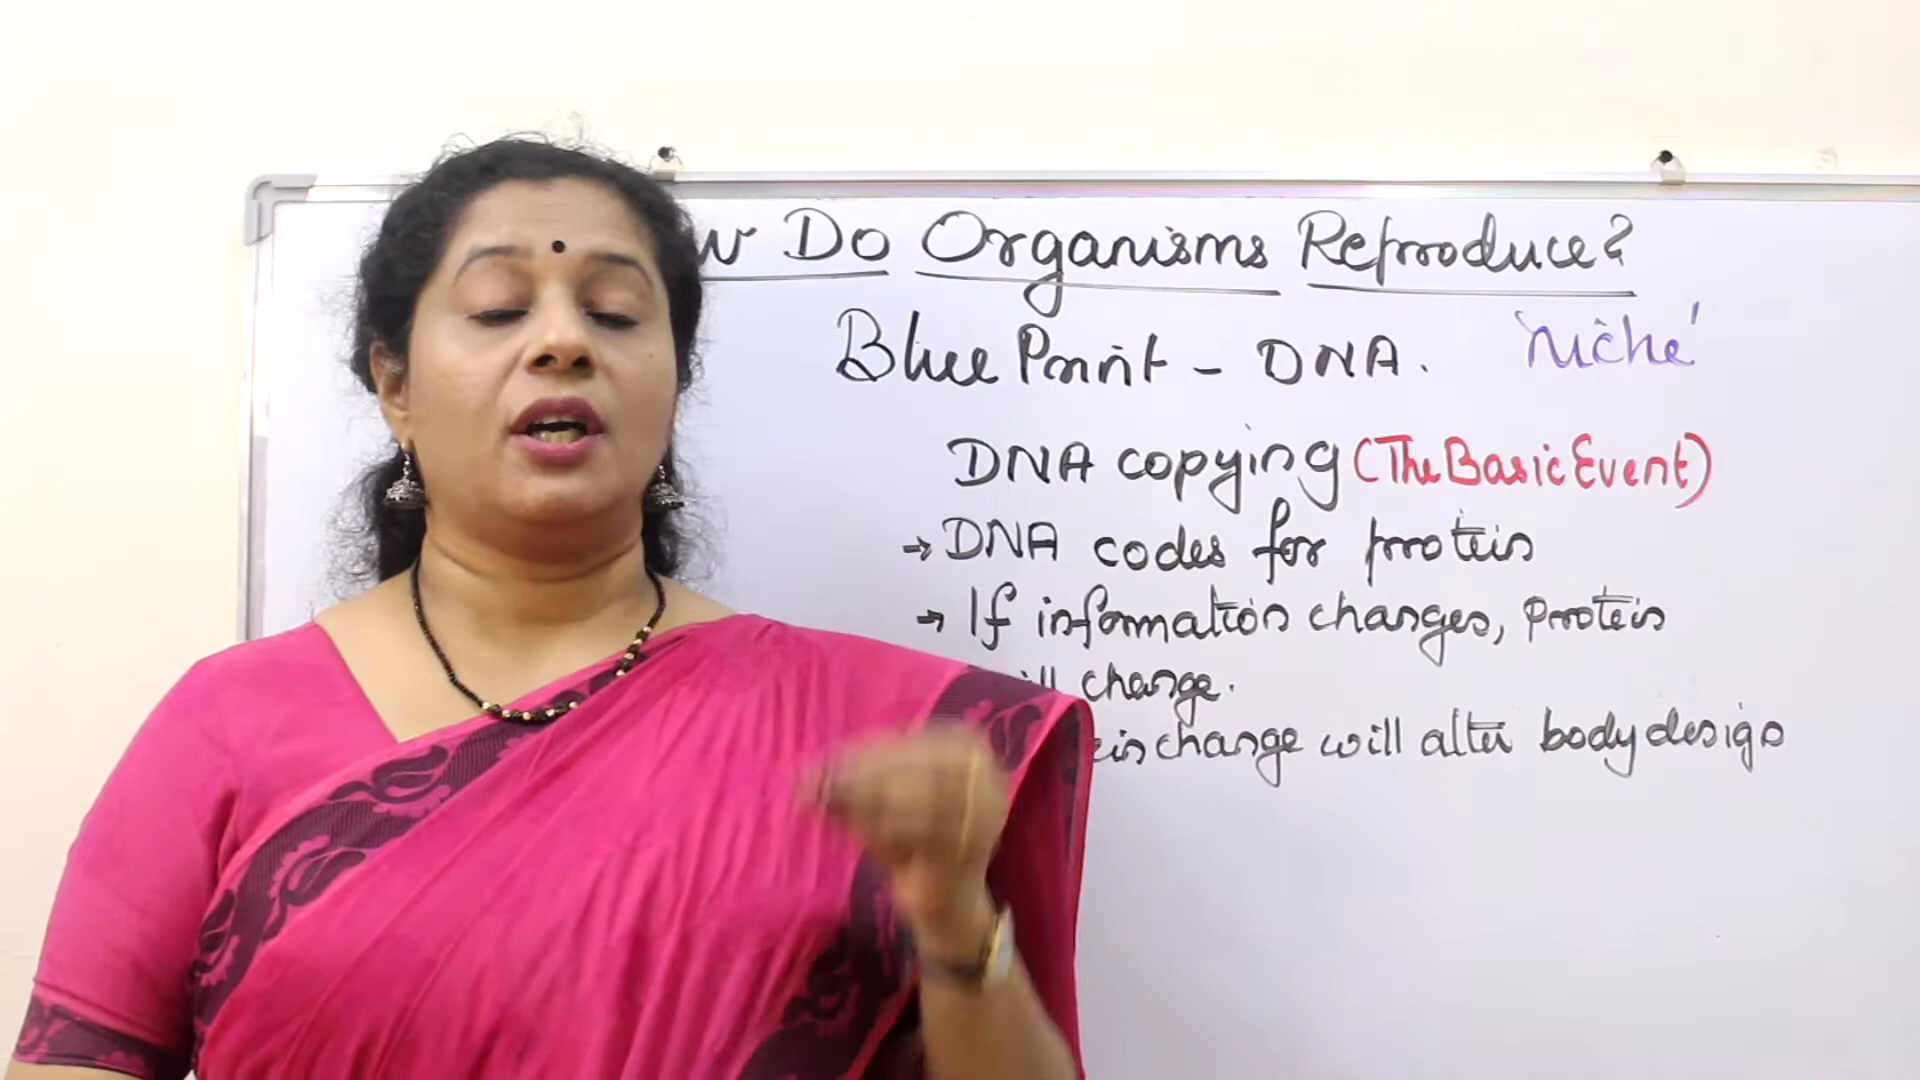 Do Organisms Reproduce?
Blue Print - DNA. 'Niche'
DNA copying (The Basic Event)
→ DNA codes for protein
→ If information changes, protein
change.
change will alter body design